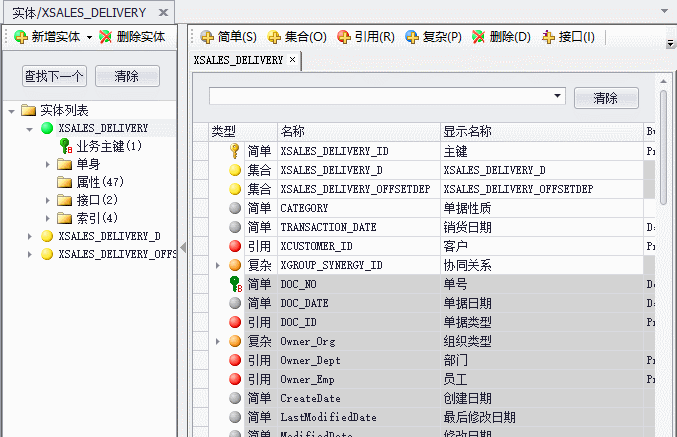 实体/XSALES_DELIVERY
新增实体 删除实体
查找下一个 清除
实体列表
XSALES_DELIVERY
业务主键(1)
单身
属性(47)
接口(2)
索引(4)
XSALES_DELIVERY_D
XSALES_DELIVERY_OFFS
简单(S) 集合(O) 引用(R) 复杂(P) 删除(D) 接口(I)
XSALES_DELIVERY
清除
类型 名称 显示名称
简单 XSALES_DELIVERY_ID 主键
集合 XSALES_DELIVERY_D XSALES_DELIVERY_D
集合 XSALES_DELIVERY_OFFSETDEP XSALES_DELIVERY_OFFSETDEP
简单 CATEGORY 单据性质
简单 TRANSACTION_DATE 销货日期
引用 XCUSTOMER_ID 客户
复杂 XGROUP_SYNERGY_ID 协同关系
简单 DOC_NO 单号
简单 DOC_DATE 单据日期
引用 DOC_ID 单据类型
复杂 Owner_Org 组织类型
引用 Owner_Dept 部门
引用 Owner_Emp 员工
简单 CreateDate 创建日期
简单 LastModifiedDate 最后修改日期
简单 ModifiedDate 修改日期